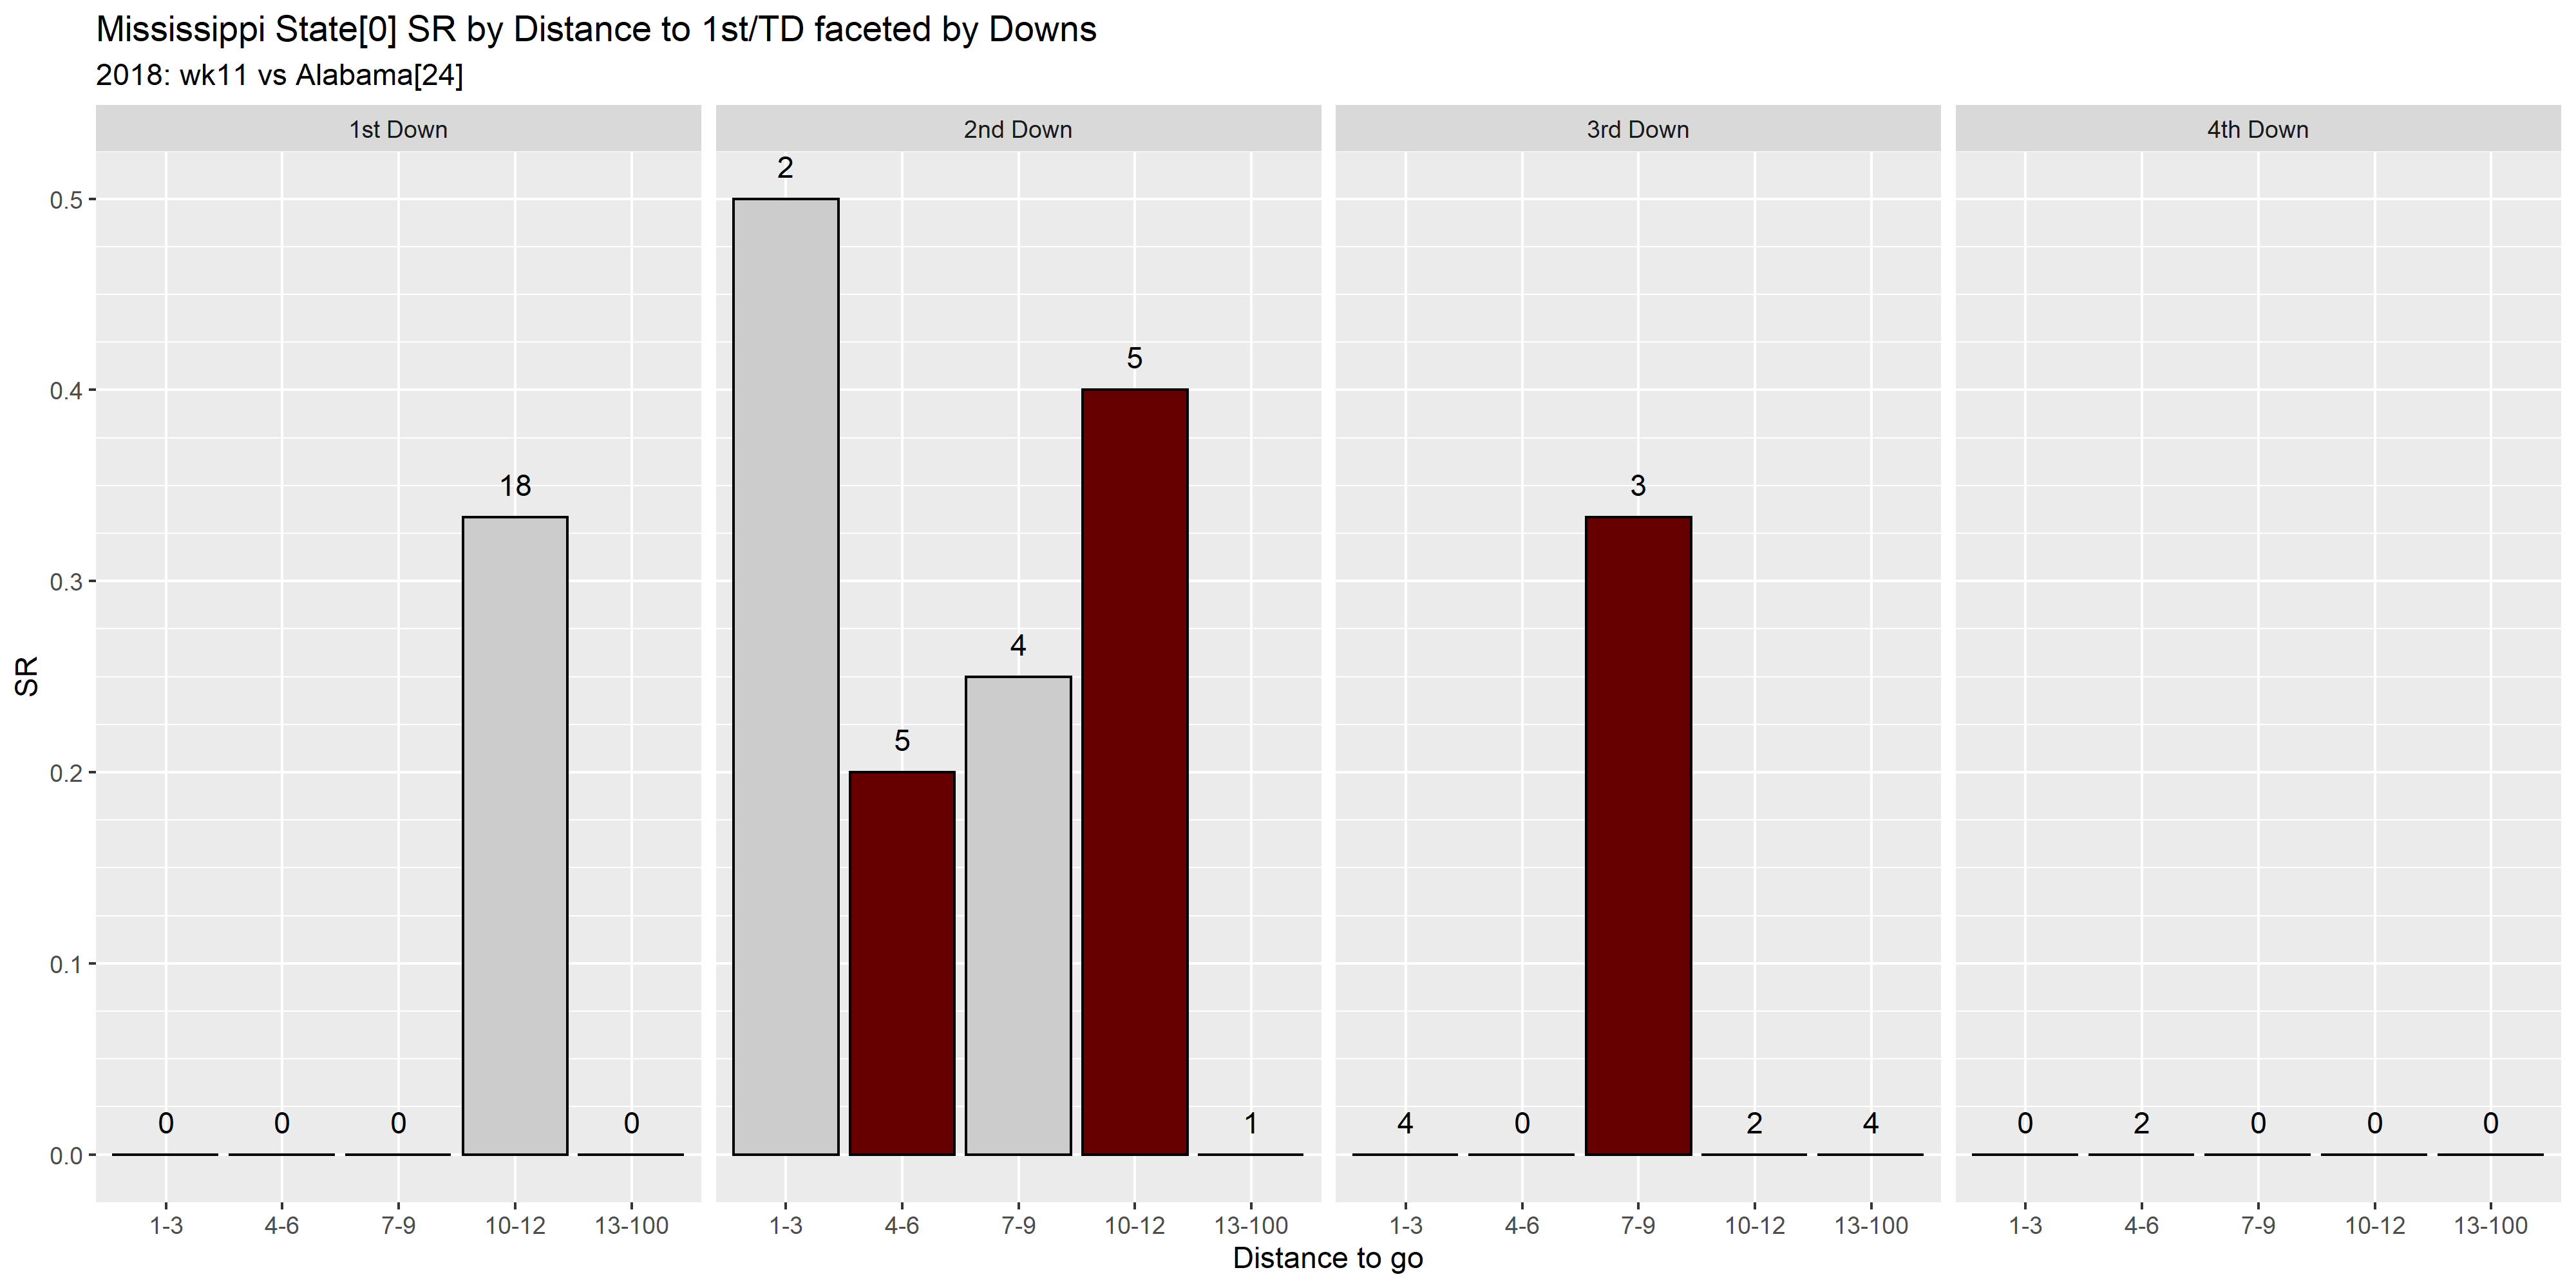 Mississippi State[0] SR by Distance to 1st/TD faceted by Downs
2018: wk11 vs Alabama[24]
1st Down
2nd Down
3rd Down
4th Down
SR
0.5
0.4
0.3
0.2
0.1
0.0
0 0 0 18 0
2 5 4 5 1
4 0 3 2 4
0 2 0 0 0
1-3 4-6 7-9 10-12 13-100
1-3 4-6 7-9 10-12 13-100
1-3 4-6 7-9 10-12 13-100
1-3 4-6 7-9 10-12 13-100
Distance to go